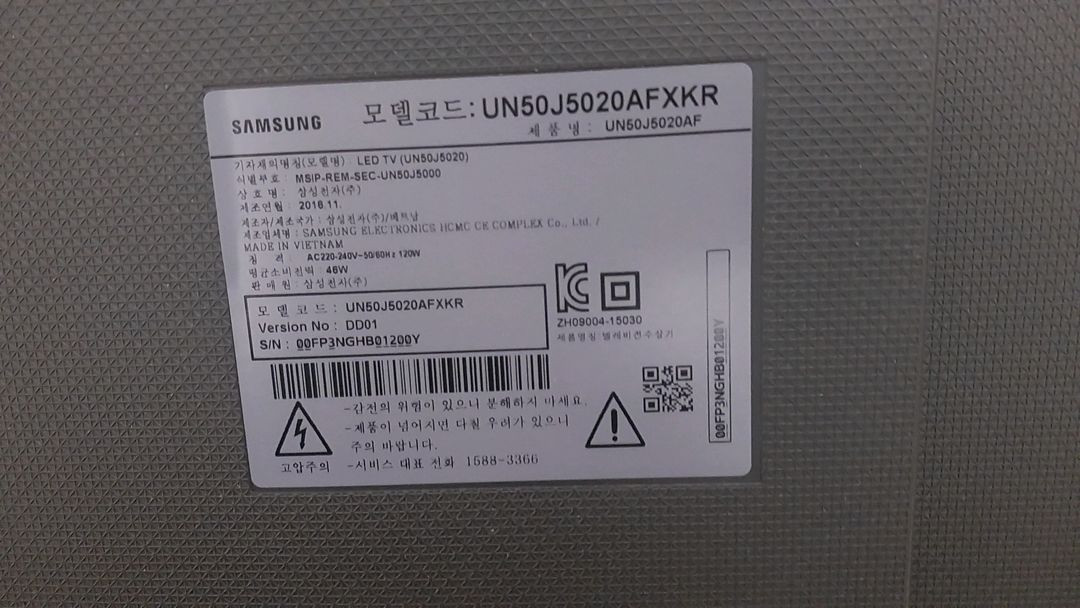 SAMSUNG
모델코드: UN50J5020AFXKR
제품명: UN50J5020AF
기자재의명칭(모델명) : LED TV (UN50J5020)
식별부호 : MSIP-REM-SEC-UN50J5000
상호명 : 삼성전자(주)
제조연월 : 2016.11.
제조자/제조국가 : 삼성전자(주)/베트남
제조업체명 : SAMSUNG ELECTRONICS HCMC CE COMPLEX Co., Ltd. /
MADE IN VIETNAM
정격 : AC220-240V~50/60Hz 120W
평균소비전력 : 46W
판매원 : 삼성전자(주)
모델코드 : UN50J5020AFXKR
Version No : DD01
S/N : 00FP3NGHB01200Y
ZH09004-15030
제품명칭:텔레비전수상기
00FP3NGHB01200Y
-감전의 위험이 있으니 분해하지 마세요.
-제품이 넘어지면 다칠 우려가 있으니
주의 바랍니다.
고압주의
-서비스 대표 전화 1588-3366